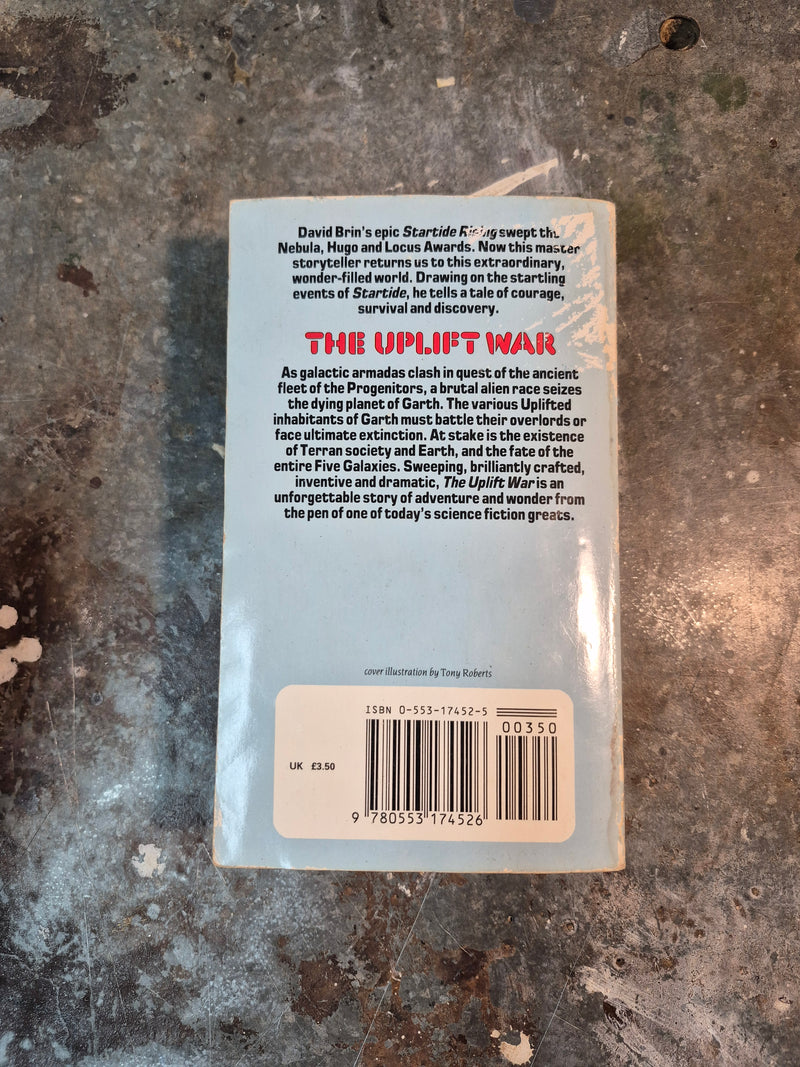 David Brin's epic Startide Rising swept the
Nebula, Hugo and Locus Awards. Now this master
storyteller returns us to this extraordinary,
wonder-filled world. Drawing on the startling
events of Startide, he tells a tale of courage,
survival and discovery.
THE UPLIFT WAR
As galactic armadas clash in quest of the ancient
fleet of the Progenitors, a brutal alien race seizes
the dying planet of Garth. The various Uplifted
inhabitants of Garth must battle their overlords or
face ultimate extinction. At stake is the existence
of Terran society and Earth, and the fate of the
entire Five Galaxies. Sweeping, brilliantly crafted,
inventive and dramatic, The Uplift War is an
unforgettable story of adventure and wonder from
the pen of one of today's science fiction greats.
cover illustration by Tony Roberts
ISBN 0-553-17452-5
00350
UK £3.50
9 780553 174526